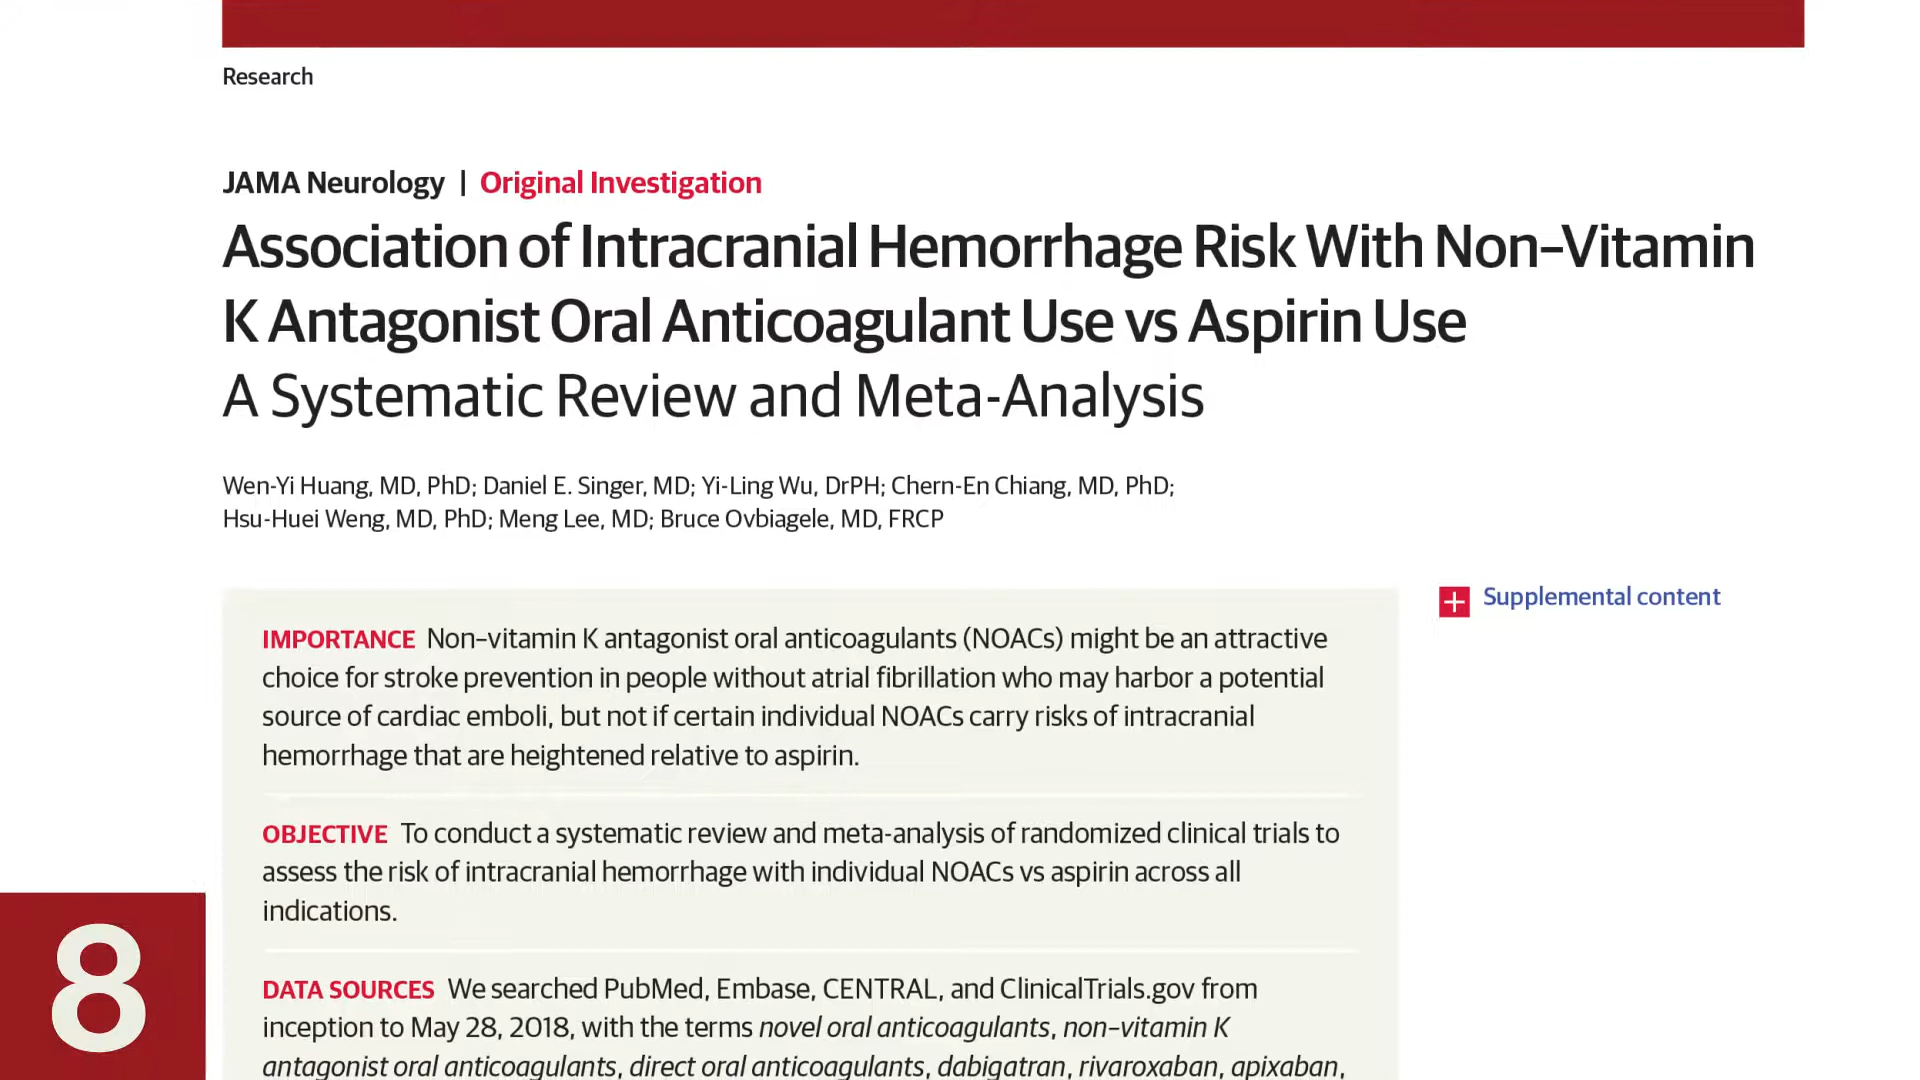 Research
JAMA Neurology | Original Investigation
Association of Intracranial Hemorrhage Risk With Non–Vitamin
K Antagonist Oral Anticoagulant Use vs Aspirin Use
A Systematic Review and Meta-Analysis
Wen-Yi Huang, MD, PhD; Daniel E. Singer, MD; Yi-Ling Wu, DrPH; Chern-En Chiang, MD, PhD;
Hsu-Huei Weng, MD, PhD; Meng Lee, MD; Bruce Ovbiagele, MD, FRCP
IMPORTANCE Non–vitamin K antagonist oral anticoagulants (NOACs) might be an attractive
choice for stroke prevention in people without atrial fibrillation who may harbor a potential
source of cardiac emboli, but not if certain individual NOACs carry risks of intracranial
hemorrhage that are heightened relative to aspirin.
OBJECTIVE To conduct a systematic review and meta-analysis of randomized clinical trials to
assess the risk of intracranial hemorrhage with individual NOACs vs aspirin across all
indications.
DATA SOURCES We searched PubMed, Embase, CENTRAL, and ClinicalTrials.gov from
inception to May 28, 2018, with the terms novel oral anticoagulants, non–vitamin K
antagonist oral anticoagulants, direct oral anticoagulants, dabigatran, rivaroxaban, apixaban,
+ Supplemental content
8